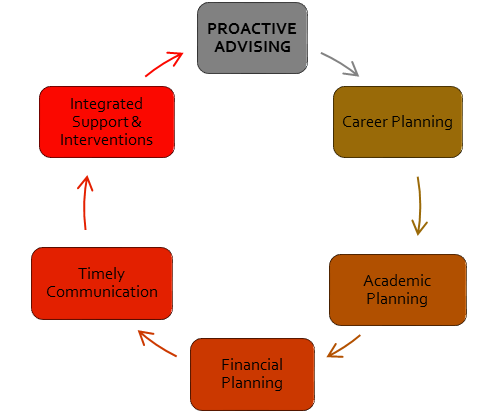 PROACTIVE
ADVISING
Career Planning
Academic
Planning
Financial
Planning
Timely
Communication
Integrated
Support &
Interventions